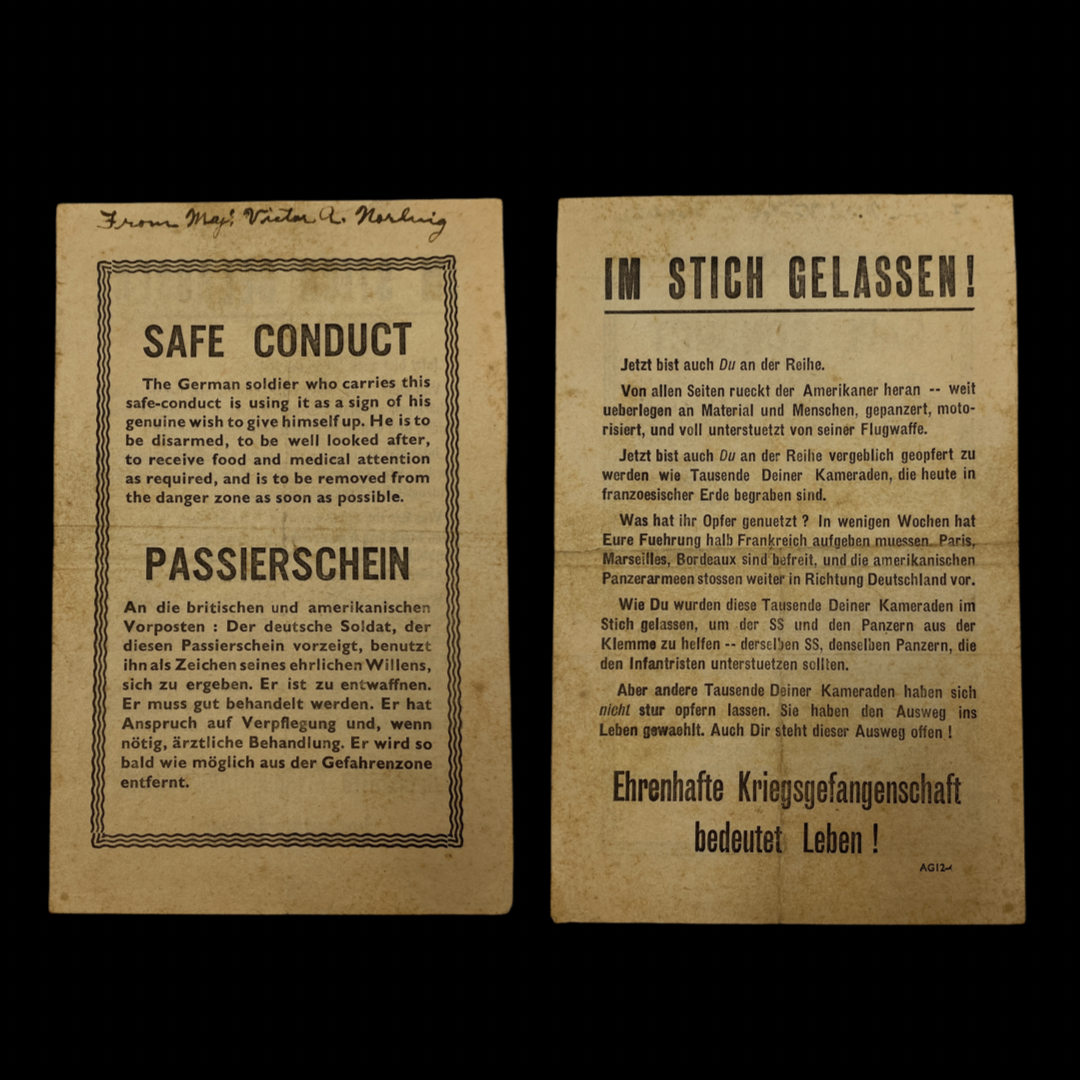 From Maj. Victor A.
SAFE CONDUCT
The German soldier who carries this
safe-conduct is using it as a sign of his
genuine wish to give himself up. He is to
be disarmed, to be well looked after,
to receive food and medical attention
as required, and is to be removed from
the danger zone as soon as possible.
PASSIERSCHEIN
An die britischen und amerikanischen
Vorposten : Der deutsche Soldat, der
diesen Passierschein vorzeigt, benutzt
ihn als Zeichen seines ehrlichen Willens,
sich zu ergeben. Er ist zu entwaffnen.
Er muss gut behandelt werden. Er hat
Anspruch auf Verpflegung und, wenn
nötig, ärztliche Behandlung. Er wird so
bald wie möglich aus der Gefahrenzone
entfernt.
IM STICH GELASSEN!
Jetzt bist auch Du an der Reihe.
Von allen Seiten rueckt der Amerikaner heran -- weit
ueberlegen an Material und Menschen, gepanzert, moto-
risiert, und voll unterstuetzt von seiner Flugwaffe.
Jetzt bist auch Du an der Reihe vergeblich geopfert zu
werden wie Tausende Deiner Kameraden, die heute in
franzoesischer Erde begraben sind.
Was hat ihr Opfer genuetzt ? In wenigen Wochen hat
Eure Fuehrung halb Frankreich aufgeben muessen. Paris,
Marseilles, Bordeaux sind befreit, und die amerikanischen
Panzerarmeen stossen weiter in Richtung Deutschland vor.
Wie Du wurden diese Tausende Deiner Kameraden im
Stich gelassen, um der SS und den Panzern aus der
Klemme zu helfen -- derselben SS, denselben Panzern, die
den Infantristen unterstuetzen sollten.
Aber andere Tausende Deiner Kameraden haben sich
nicht stur opfern lassen. Sie haben den Ausweg ins
Leben gewaehlt. Auch Dir steht dieser Ausweg offen !
Ehrenhafte Kriegsgefangenschaft
bedeutet Leben !